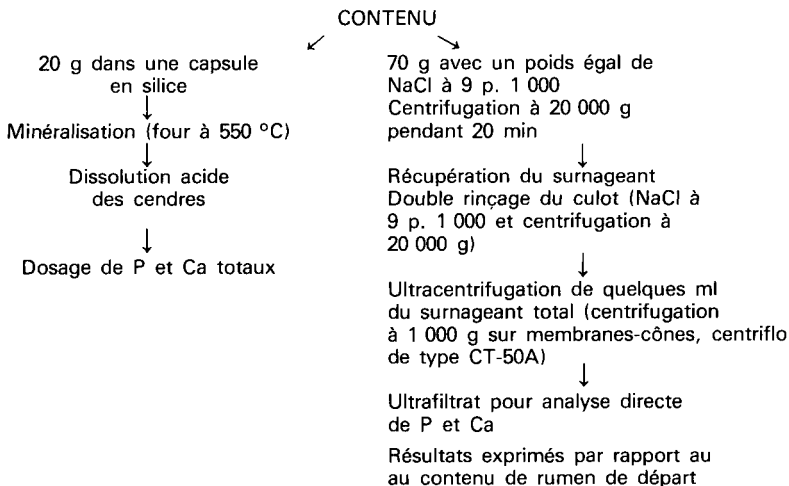 CONTENU
20 g dans une capsule
en silice
Minéralisation (four à 550 °C)
Dissolution acide
des cendres
Dosage de P et Ca totaux
70 g avec un poids égal de
NaCl à 9 p. 1 000
Centrifugation à 20 000 g
pendant 20 min
Récupération du surnageant
Double rinçage du culot (NaCl à
9 p. 1 000 et centrifugation à
20 000 g)
Ultracentrifugation de quelques ml
du surnageant total (centrifugation
à 1 000 g sur membranes-cônes, centriflo
de type CT-50A)
Ultrafiltrat pour analyse directe
de P et Ca
Résultats exprimés par rapport au
au contenu de rumen de départ